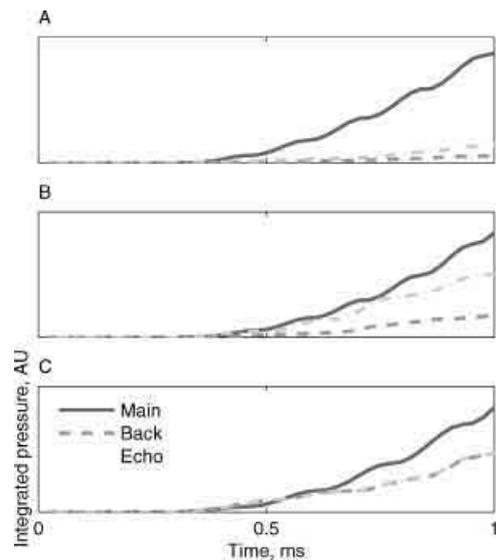 A
B
C
Integrated pressure, AU
Main
Back
Echo
0
0.5
1
Time, ms